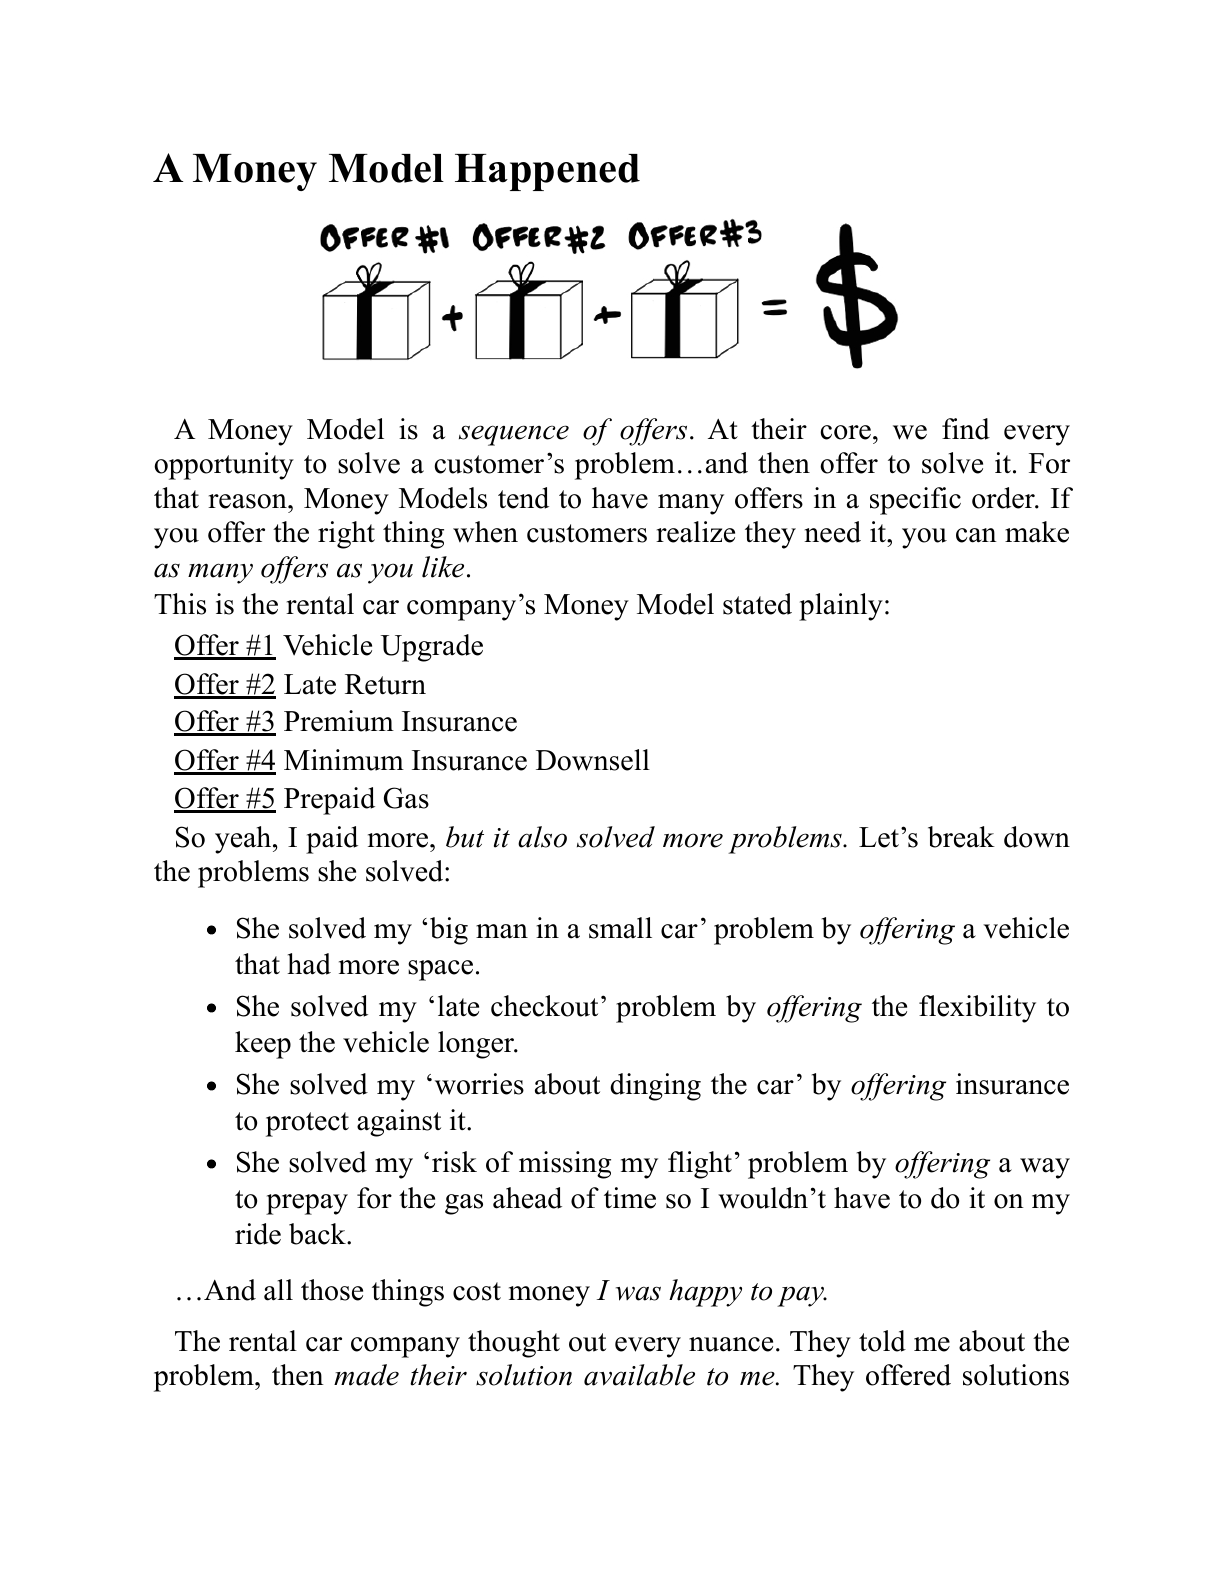 A Money Model Happened
OFFER #1 OFFER #2 OFFER #3
+ + = $
A Money Model is a sequence of offers. At their core, we find every
opportunity to solve a customer’s problem…and then offer to solve it. For
that reason, Money Models tend to have many offers in a specific order. If
you offer the right thing when customers realize they need it, you can make
as many offers as you like.
This is the rental car company’s Money Model stated plainly:
Offer #1 Vehicle Upgrade
Offer #2 Late Return
Offer #3 Premium Insurance
Offer #4 Minimum Insurance Downsell
Offer #5 Prepaid Gas
So yeah, I paid more, but it also solved more problems. Let’s break down
the problems she solved:
• She solved my ‘big man in a small car’ problem by offering a vehicle
that had more space.
• She solved my ‘late checkout’ problem by offering the flexibility to
keep the vehicle longer.
• She solved my ‘worries about dinging the car’ by offering insurance
to protect against it.
• She solved my ‘risk of missing my flight’ problem by offering a way
to prepay for the gas ahead of time so I wouldn’t have to do it on my
ride back.
…And all those things cost money I was happy to pay.
The rental car company thought out every nuance. They told me about the
problem, then made their solution available to me. They offered solutions